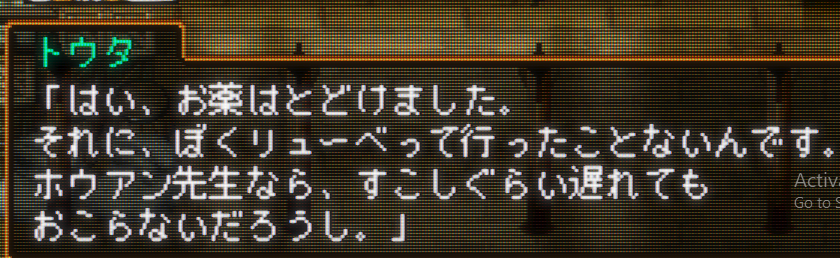 トウタ
「はい、お薬はとどけました。
それに、ぼくリューベって行ったことないんです。
ホウアン先生なら、すこしぐらい遅れても
おこらないだろうし。」
Activ
Go to S